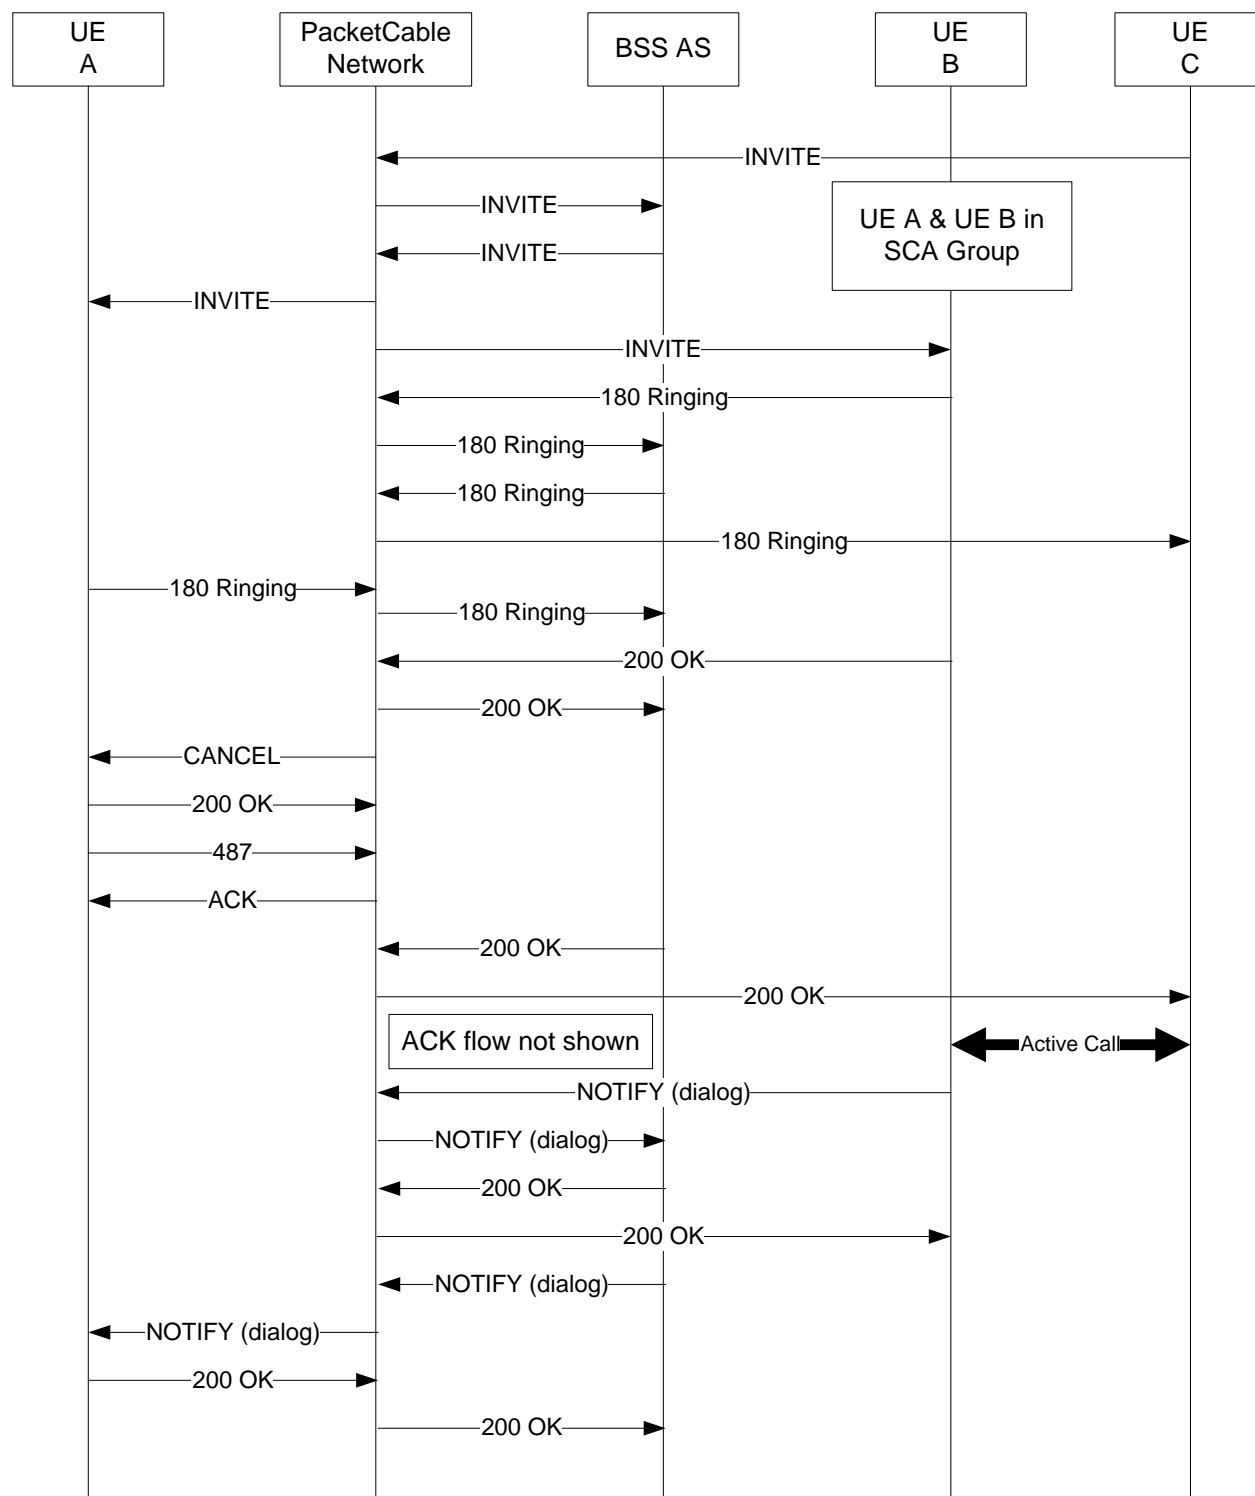 UE
A
PacketCable
Network
BSS AS
UE
B
UE
C
INVITE
INVITE
UE A & UE B in
SCA Group
INVITE
INVITE
INVITE
180 Ringing
180 Ringing
180 Ringing
180 Ringing
180 Ringing
180 Ringing
200 OK
200 OK
CANCEL
200 OK
487
ACK
200 OK
200 OK
ACK flow not shown
Active Call
NOTIFY (dialog)
NOTIFY (dialog)
200 OK
200 OK
NOTIFY (dialog)
NOTIFY (dialog)
200 OK
200 OK